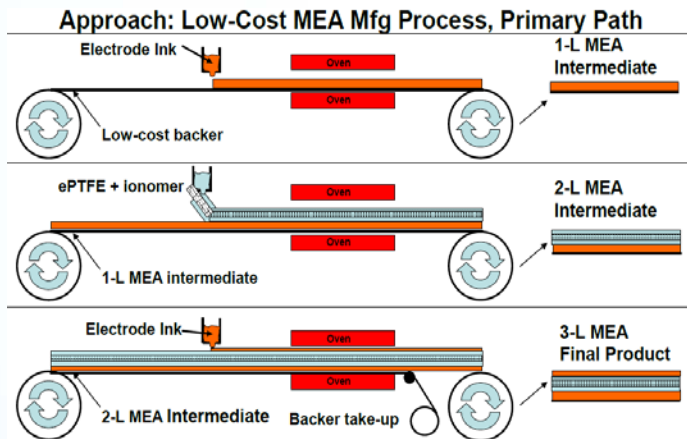 Approach: Low-Cost MEA Mfg Process, Primary Path
Electrode Ink
Oven
Oven
Low-cost backer
1-L MEA
Intermediate
ePTFE + ionomer
Oven
Oven
1-L MEA intermediate
2-L MEA
Intermediate
Electrode Ink
Oven
Oven
2-L MEA Intermediate
Backer take-up
3-L MEA
Final Product